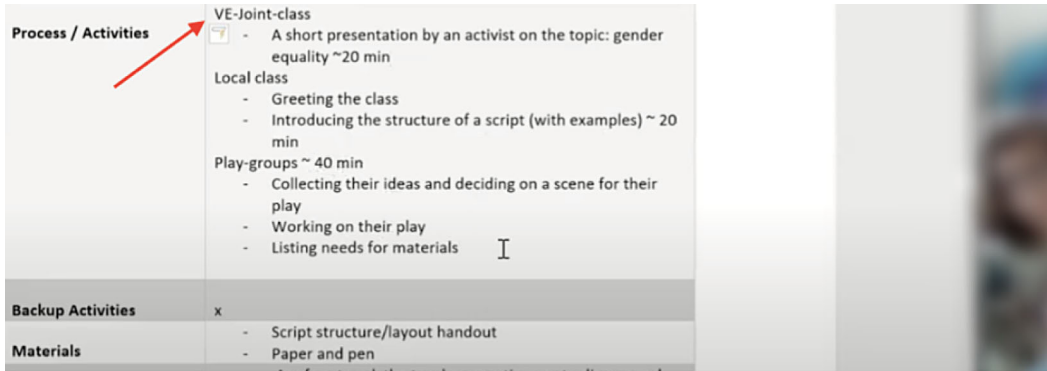 VE-Joint-class
Process / Activities
- A short presentation by an activist on the topic: gender
equality ~20 min
Local class
- Greeting the class
- Introducing the structure of a script (with examples) ~ 20
min
Play-groups ~ 40 min
- Collecting their ideas and deciding on a scene for their
play
- Working on their play
- Listing needs for materials
Backup Activities
x
Materials
- Script structure/layout handout
- Paper and pen